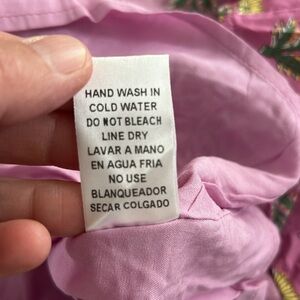 HAND WASH IN
COLD WATER
DO NOT BLEACH
LINE DRY
LAVAR A MANO
EN AGUA FRIA
NO USE
BLANQUEADOR
SECAR COLGADO